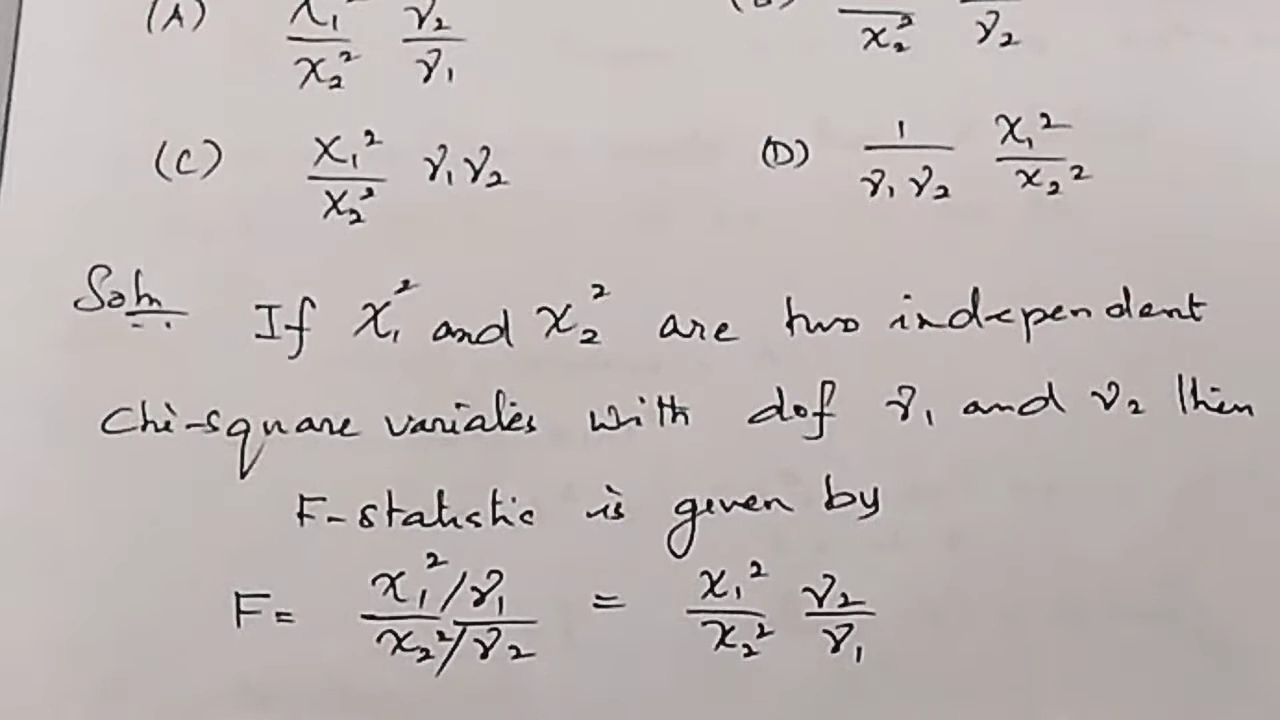 (A) χ₁²/χ₂² ν₂/ν₁
χ₂² ν₂
(C) χ₁²/χ₂² ν₁ν₂ (D) 1/ν₁ν₂ χ₁²/χ₂²
Soln If χ₁² and χ₂² are two independent
Chi-square variates with dof ν₁ and ν₂ then
F-statistic is given by
F = χ₁²/ν₁ / χ₂²/ν₂ = χ₁²/χ₂² ν₂/ν₁